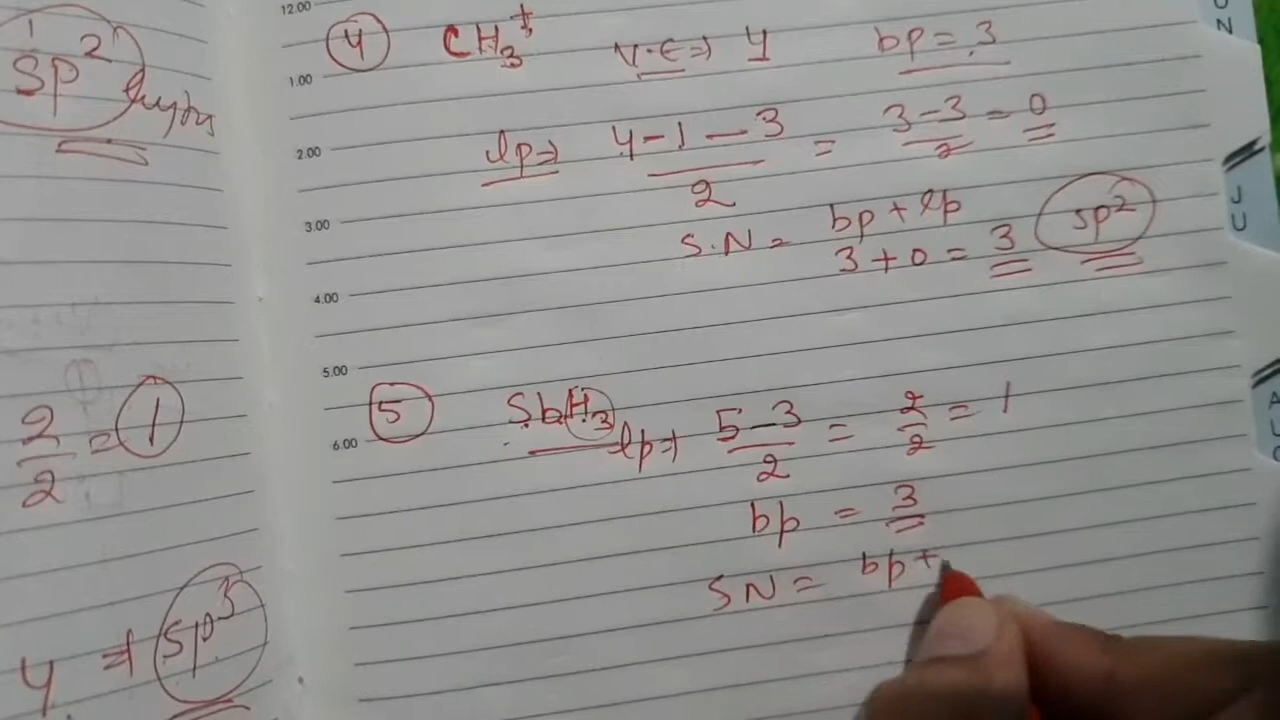 sp²
2/2 = 1
4 ⇒ sp³
12.00
1.00
2.00
3.00
4.00
5.00
6.00
4 CH₃⁺ V.E ⇒ 4 bp = 3
lp ⇒ 4-1-3/2 = 3-3/2 = 0
S.N = bp + lp
3 + 0 = 3 sp²
5 SbH₃ lp ⇒ 5-3/2 = 2/2 = 1
bp = 3
SN = bp +
N
J
U
A
U